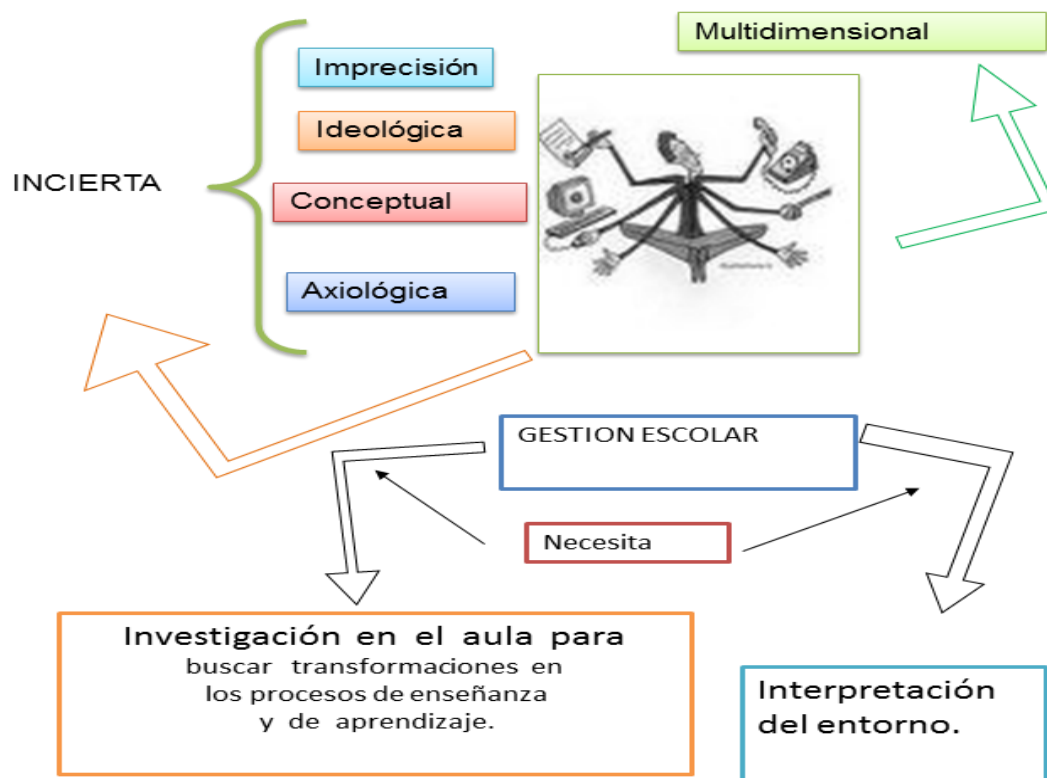 Multidimensional
Imprecisión
Ideológica
INCIERTA
Conceptual
Axiológica
GESTION ESCOLAR
Necesita
Investigación en el aula para
buscar transformaciones en
los procesos de enseñanza
y de aprendizaje.
Interpretación
del entorno.